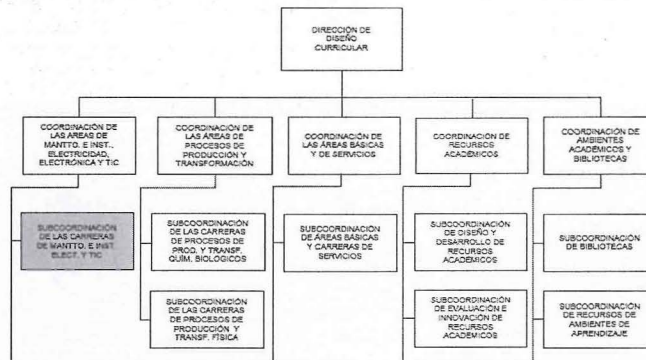 DIRECCIÓN DE
DISEÑO
CURRICULAR
COORDINACIÓN DE
LAS ÁREAS DE
MANTTO. E INST.,
ELECTRICIDAD,
ELECTRÓNICA Y TIC
COORDINACIÓN DE
LAS ÁREAS DE
PROCESOS DE
PRODUCCIÓN Y
TRANSFORMACIÓN
COORDINACIÓN DE
LAS ÁREAS BÁSICAS
Y DE SERVICIOS
COORDINACIÓN DE
RECURSOS
ACADÉMICOS
COORDINACIÓN DE
AMBIENTES
ACADÉMICOS Y
BIBLIOTECAS
SUBCOORDINACIÓN
DE LAS CARRERAS
DE MANTTO. E INST.
ELECT. Y TIC
SUBCOORDINACIÓN
DE LAS CARRERAS
DE PROCESOS DE
PROD. Y TRANSF.
QUÍM. BIOLOGICOS
SUBCOORDINACIÓN
DE ÁREAS BÁSICAS
Y CARRERAS DE
SERVICIOS
SUBCOORDINACIÓN
DE DISEÑO Y
DESARROLLO DE
RECURSOS
ACADÉMICOS
SUBCOORDINACIÓN
DE BIBLIOTECAS
SUBCOORDINACIÓN
DE LAS CARRERAS
DE PROCESOS DE
PRODUCCIÓN Y
TRANSF. FÍSICA
SUBCOORDINACIÓN
DE EVALUACIÓN E
INNOVACIÓN DE
RECURSOS
ACADÉMICOS
SUBCOORDINACIÓN
DE RECURSOS DE
AMBIENTES DE
APRENDIZAJE